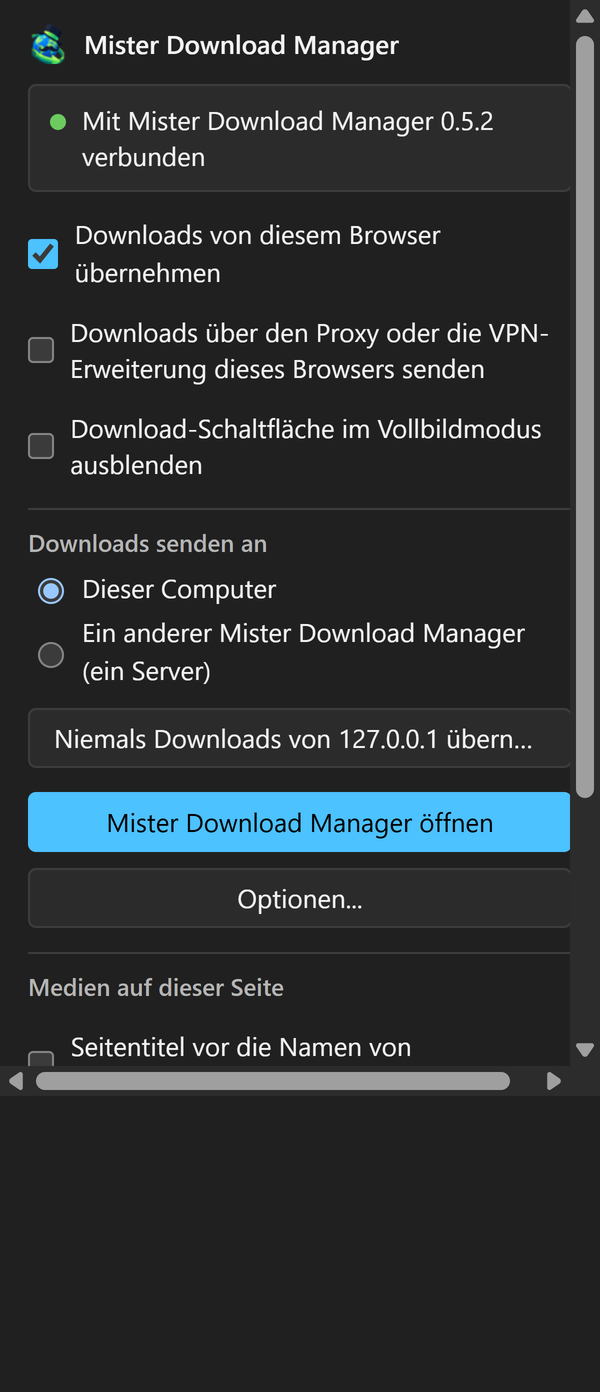 Mister Download Manager
Mit Mister Download Manager 0.5.2
verbunden
Downloads von diesem Browser
übernehmen
Downloads über den Proxy oder die VPN-
Erweiterung dieses Browsers senden
Download-Schaltfläche im Vollbildmodus
ausblenden
Downloads senden an
Dieser Computer
Ein anderer Mister Download Manager
(ein Server)
Niemals Downloads von 127.0.0.1 übern...
Mister Download Manager öffnen
Optionen...
Medien auf dieser Seite
Seitentitel vor die Namen von